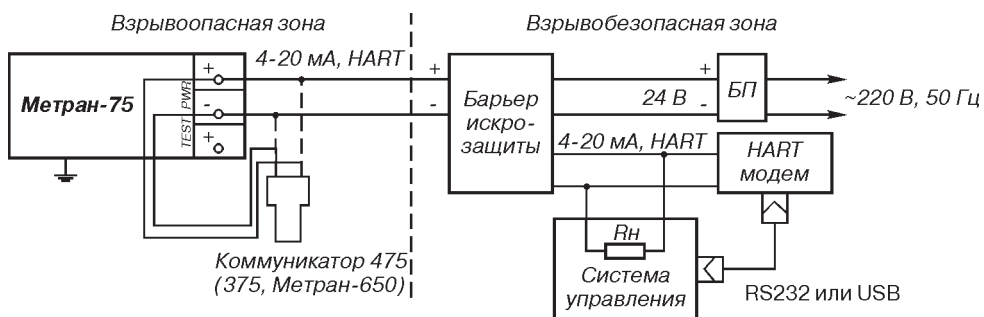 Взрывоопасная зона
Взрывобезопасная зона
4-20 мА, HART
Метран-75
+
-
+
PWR
TEST
+
-
Барьер
искро-
защиты
+
24 В
-
БП
~220 В, 50 Гц
4-20 мА, HART
HART
модем
Rн
Система
управления
RS232 или USB
Коммуникатор 475
(375, Метран-650)